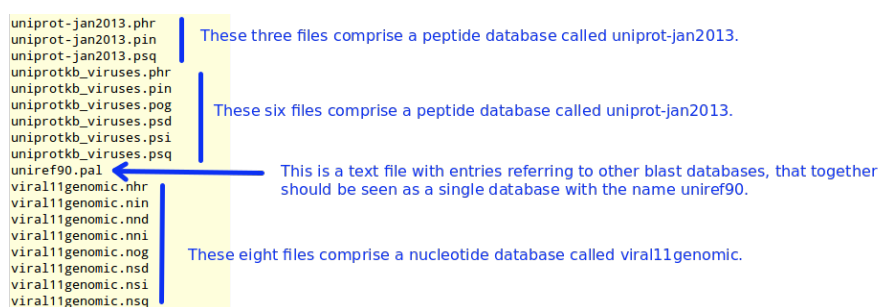 uniprot-jan2013.phr
uniprot-jan2013.pin
uniprot-jan2013.psq
These three files comprise a peptide database called uniprot-jan2013.
uniprotkb_viruses.phr
uniprotkb_viruses.pin
uniprotkb_viruses.pog
uniprotkb_viruses.psd
uniprotkb_viruses.psi
uniprotkb_viruses.psq
These six files comprise a peptide database called uniprot-jan2013.
uniref90.pal
This is a text file with entries referring to other blast databases, that together
should be seen as a single database with the name uniref90.
viral11genomic.nhr
viral11genomic.nin
viral11genomic.nnd
viral11genomic.nni
viral11genomic.nog
viral11genomic.nsd
viral11genomic.nsi
viral11genomic.nsq
These eight files comprise a nucleotide database called viral11genomic.